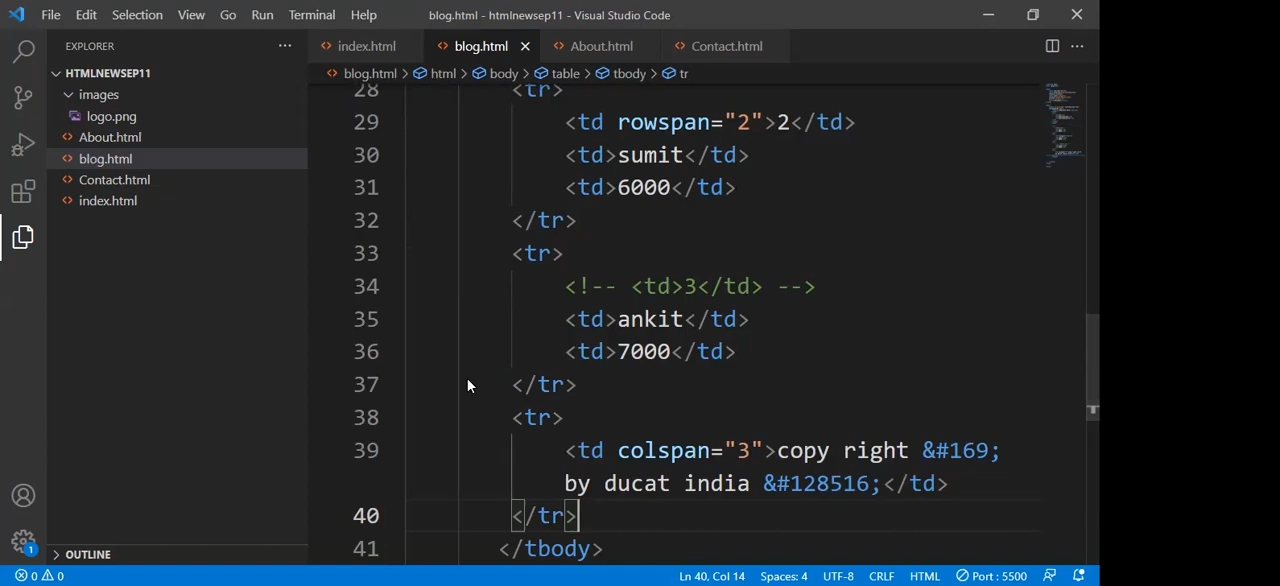 File Edit Selection View Go Run Terminal Help blog.html - htmlnewsep11 - Visual Studio Code
EXPLORER ··· index.html blog.html About.html Contact.html ···
HTMLNEWSEP11 blog.html > html > body > table > tbody > tr
images
logo.png
About.html
blog.html
Contact.html
index.html
28 <tr>
29 <td rowspan="2">2</td>
30 <td>sumit</td>
31 <td>6000</td>
32 </tr>
33 <tr>
34 <!-- <td>3</td> -->
35 <td>ankit</td>
36 <td>7000</td>
37 </tr>
38 <tr>
39 <td colspan="3">copy right &#169;
by ducat india &#128516;</td>
40 </tr>
41 </tbody>
1
OUTLINE
0 0 Ln 40, Col 14 Spaces: 4 UTF-8 CRLF HTML Port : 5500